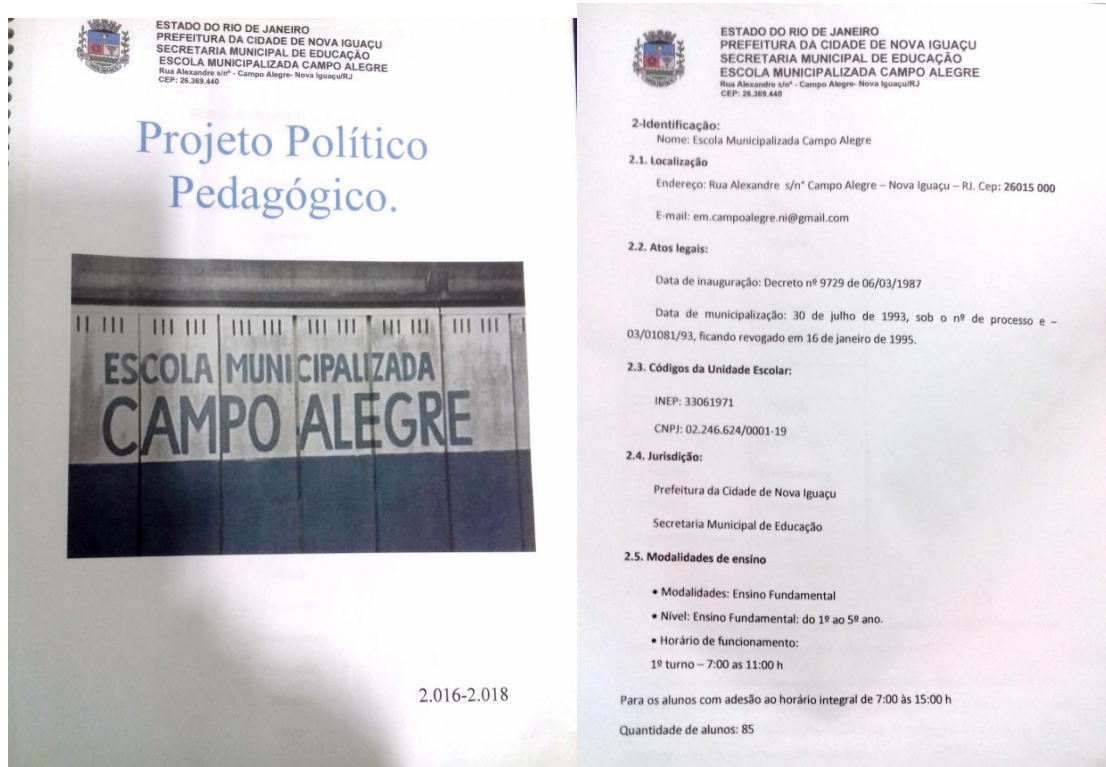 ESTADO DO RIO DE JANEIRO
PREFEITURA DA CIDADE DE NOVA IGUAÇU
SECRETARIA MUNICIPAL DE EDUCAÇÃO
ESCOLA MUNICIPALIZADA CAMPO ALEGRE
Rua Alexandre s/nº - Campo Alegre- Nova Iguaçu/RJ
CEP: 26.369.440
Projeto Político
Pedagógico.
ESCOLA MUNICIPALIZADA
CAMPO ALEGRE
2.016-2.018
ESTADO DO RIO DE JANEIRO
PREFEITURA DA CIDADE DE NOVA IGUAÇU
SECRETARIA MUNICIPAL DE EDUCAÇÃO
ESCOLA MUNICIPALIZADA CAMPO ALEGRE
Rua Alexandre s/nº - Campo Alegre- Nova Iguaçu/RJ
CEP: 26.369.440
2-Identificação:
Nome: Escola Municipalizada Campo Alegre
2.1. Localização
Endereço: Rua Alexandre s/n° Campo Alegre – Nova Iguaçu – RJ. Cep: 26015 000
E-mail: em.campoalegre.ni@gmail.com
2.2. Atos legais:
Data de inauguração: Decreto nº 9729 de 06/03/1987
Data de municipalização: 30 de julho de 1993, sob o nº de processo e –
03/01081/93, ficando revogado em 16 de janeiro de 1995.
2.3. Códigos da Unidade Escolar:
INEP: 33061971
CNPJ: 02.246.624/0001-19
2.4. Jurisdição:
Prefeitura da Cidade de Nova Iguaçu
Secretaria Municipal de Educação
2.5. Modalidades de ensino
• Modalidades: Ensino Fundamental
• Nível: Ensino Fundamental: do 1º ao 5º ano.
• Horário de funcionamento:
1º turno – 7:00 as 11:00 h
Para os alunos com adesão ao horário integral de 7:00 às 15:00 h
Quantidade de alunos: 85